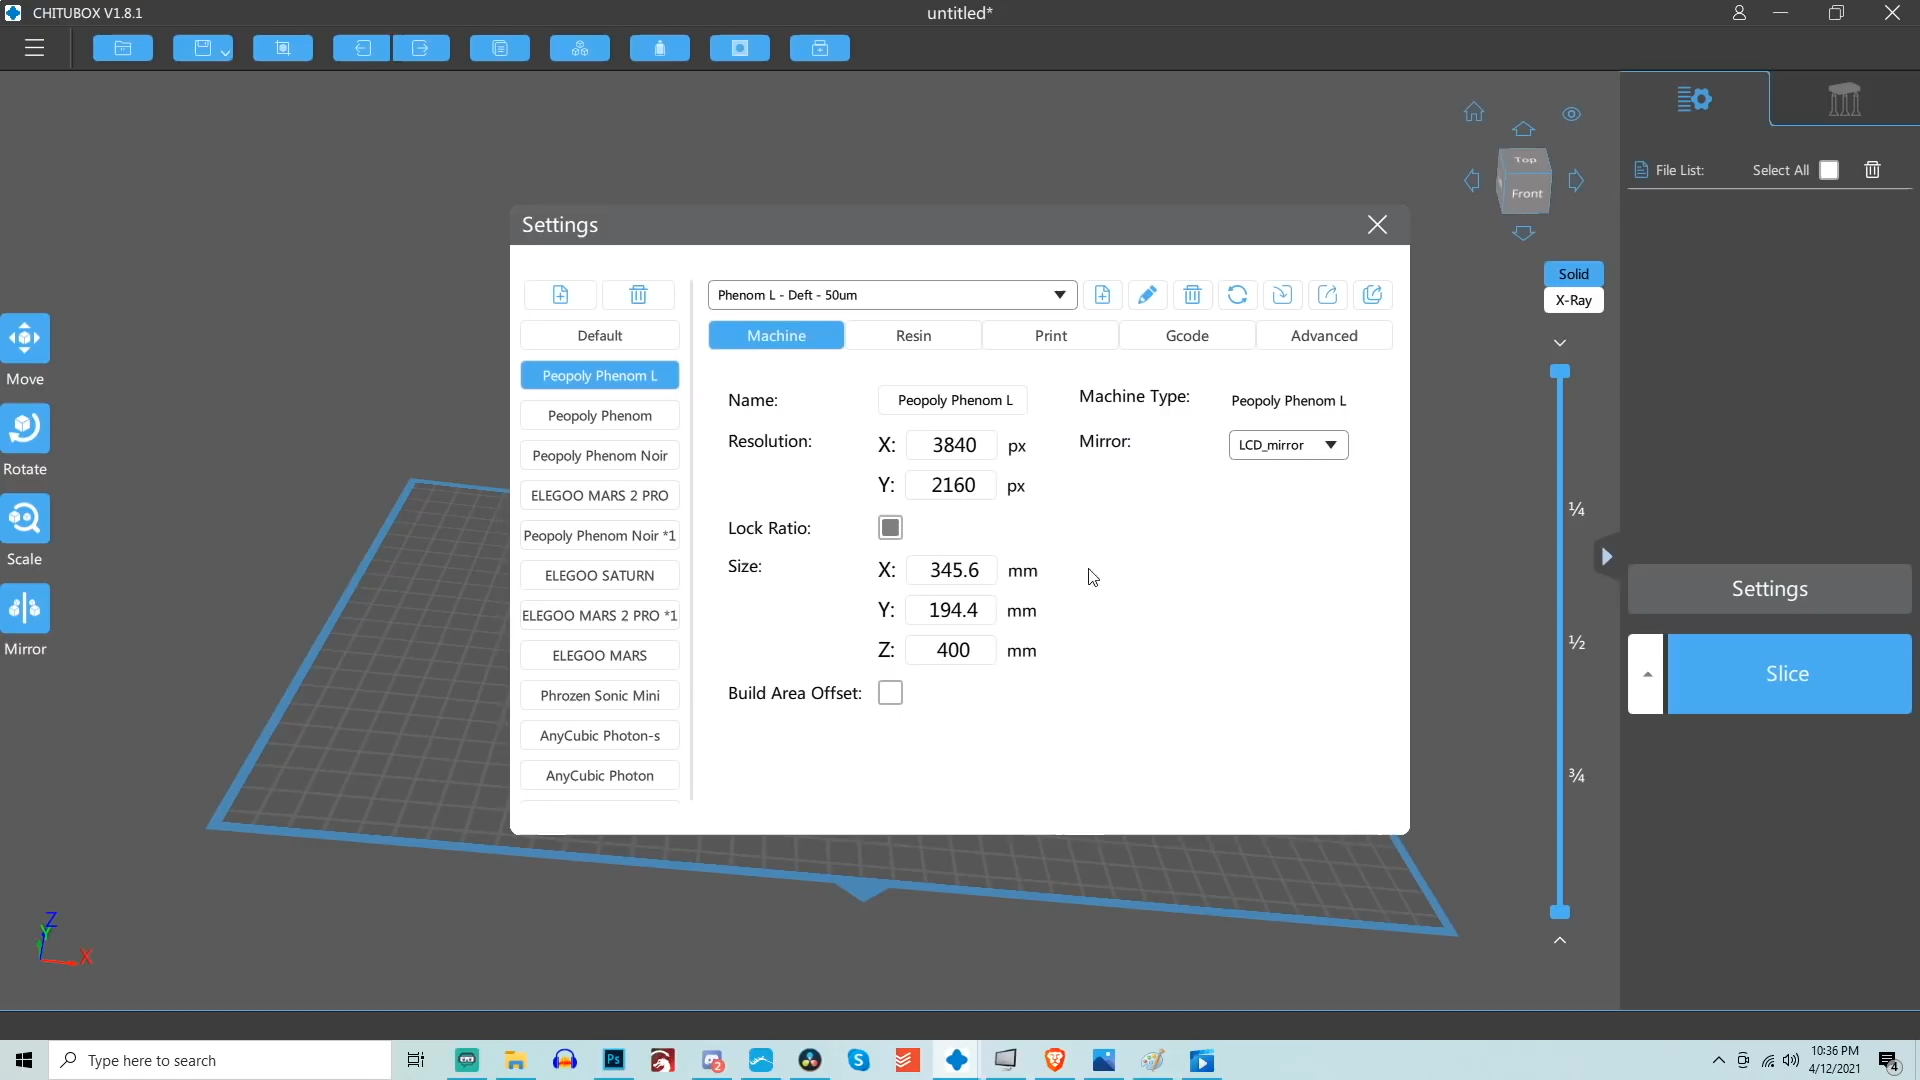 CHITUBOX V1.8.1
untitled*
Top
Front
File List:
Select All
Solid
X-Ray
¼
½
¾
Move
Rotate
Scale
Mirror
Settings
Default
Peopoly Phenom L
Peopoly Phenom
Peopoly Phenom Noir
ELEGOO MARS 2 PRO
Peopoly Phenom Noir *1
ELEGOO SATURN
ELEGOO MARS 2 PRO *1
ELEGOO MARS
Phrozen Sonic Mini
AnyCubic Photon-s
AnyCubic Photon
Phenom L - Deft - 50um
Machine
Resin
Print
Gcode
Advanced
Name: Peopoly Phenom L
Machine Type: Peopoly Phenom L
Resolution: X: 3840 px
Mirror: LCD_mirror
Y: 2160 px
Lock Ratio:
Size: X: 345.6 mm
Y: 194.4 mm
Z: 400 mm
Build Area Offset:
Settings
Slice
Z
Y
X
Type here to search
Ps
2
10:36 PM
4/12/2021
4